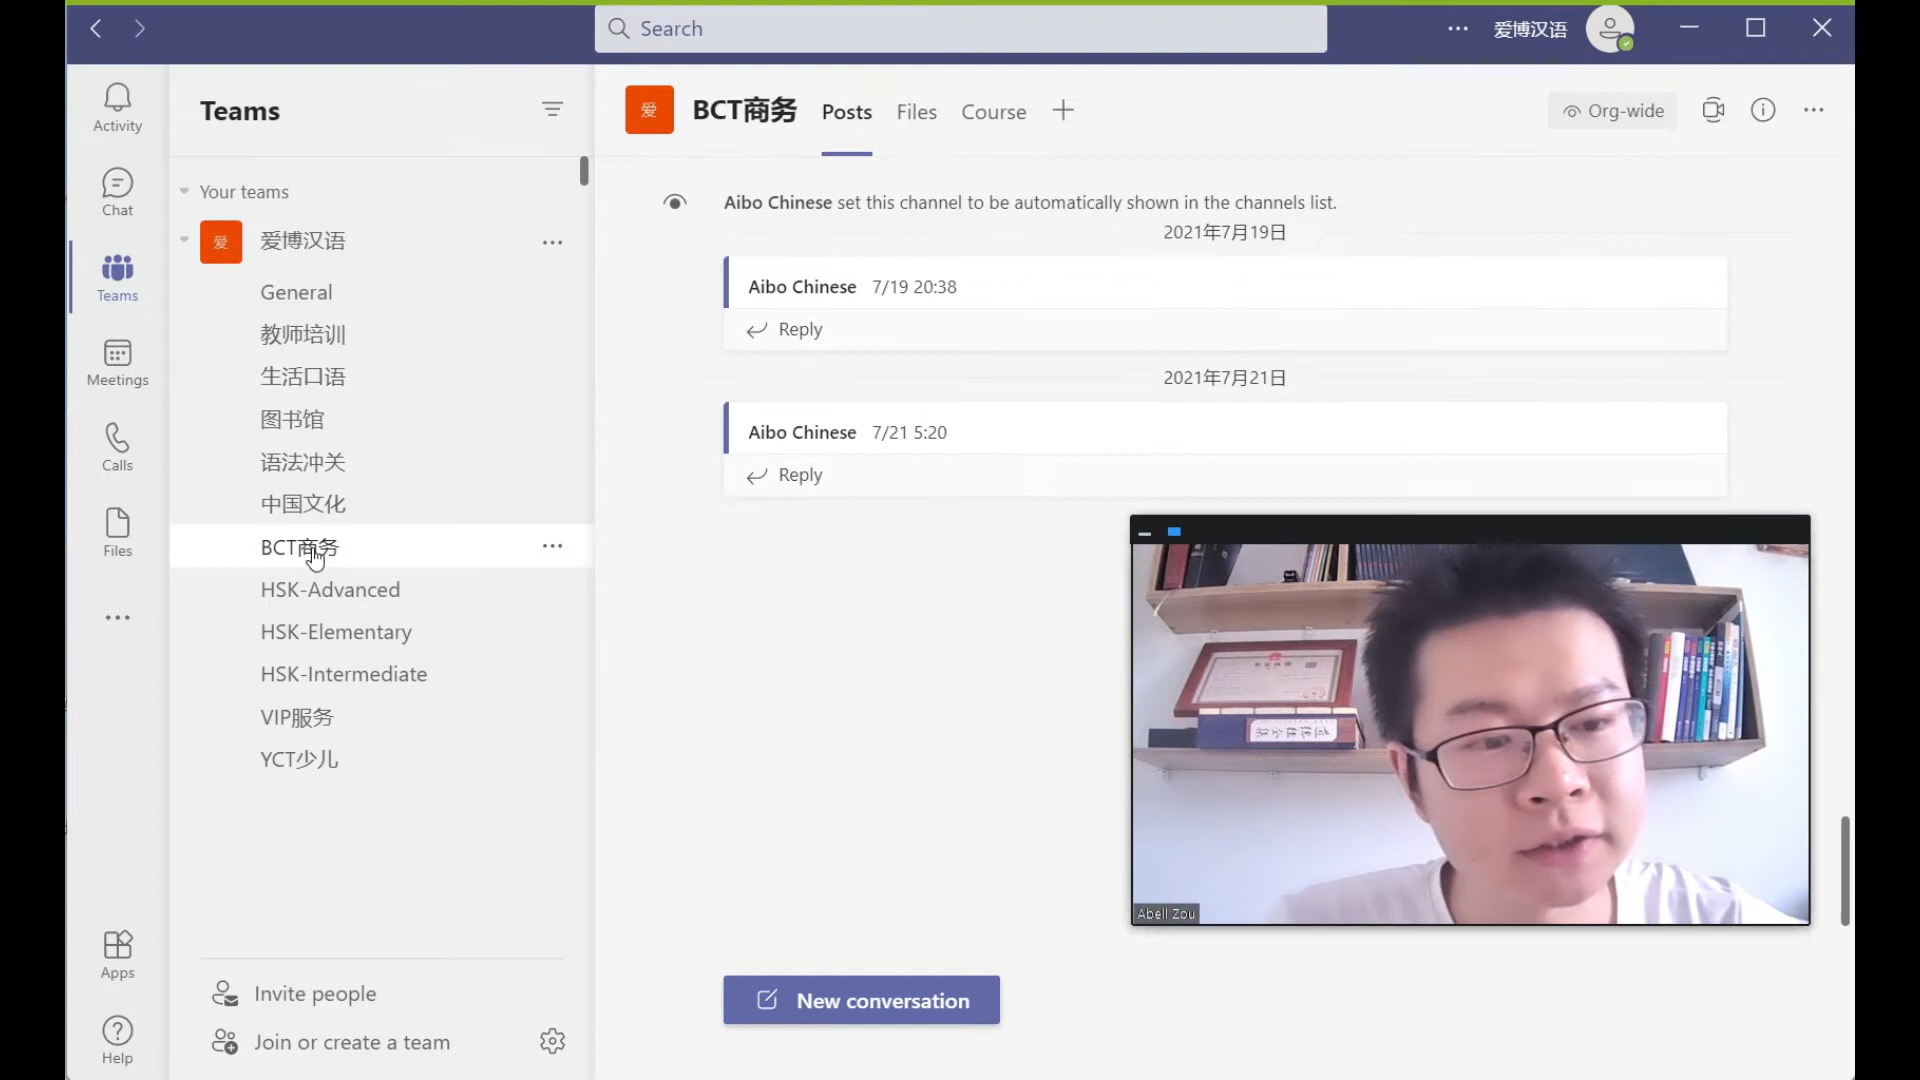 Search
爱博汉语
Activity
Chat
Teams
Meetings
Calls
Files
Apps
Help
Teams
Your teams
爱
爱博汉语
General
教师培训
生活口语
图书馆
语法冲关
中国文化
BCT商务
HSK-Advanced
HSK-Elementary
HSK-Intermediate
VIP服务
YCT少儿
Invite people
Join or create a team
爱
BCT商务
Posts
Files
Course
Org-wide
Aibo Chinese set this channel to be automatically shown in the channels list.
2021年7月19日
Aibo Chinese 7/19 20:38
Reply
2021年7月21日
Aibo Chinese 7/21 5:20
Reply
Abell Zou
New conversation